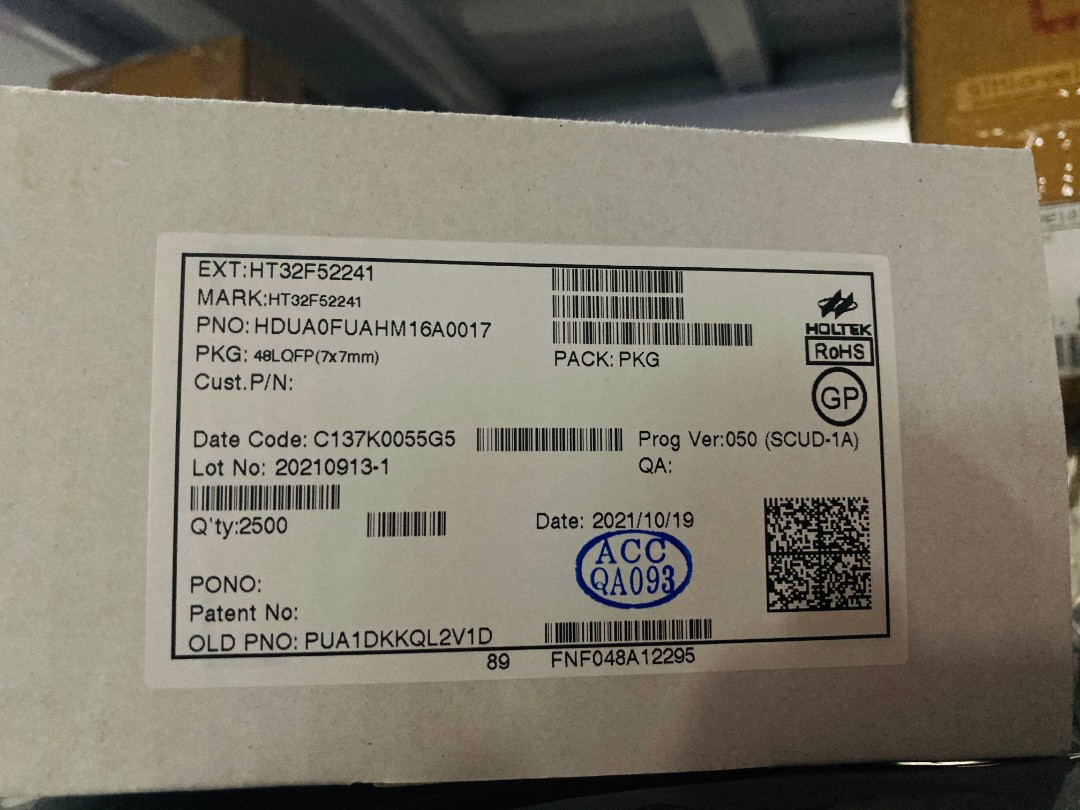 EXT:HT32F52241
MARK:HT32F52241
PNO: HDUA0FUAHM16A0017
PKG: 48LQFP(7x7mm)
PACK: PKG
Cust.P/N:
HOLTEK
RoHS
GP
Date Code: C137K0055G5
Prog Ver:050 (SCUD-1A)
Lot No: 20210913-1
QA:
Q'ty:2500
Date: 2021/10/19
ACC
QA093
PONO:
Patent No:
OLD PNO: PUA1DKKQL2V1D
89
FNF048A12295